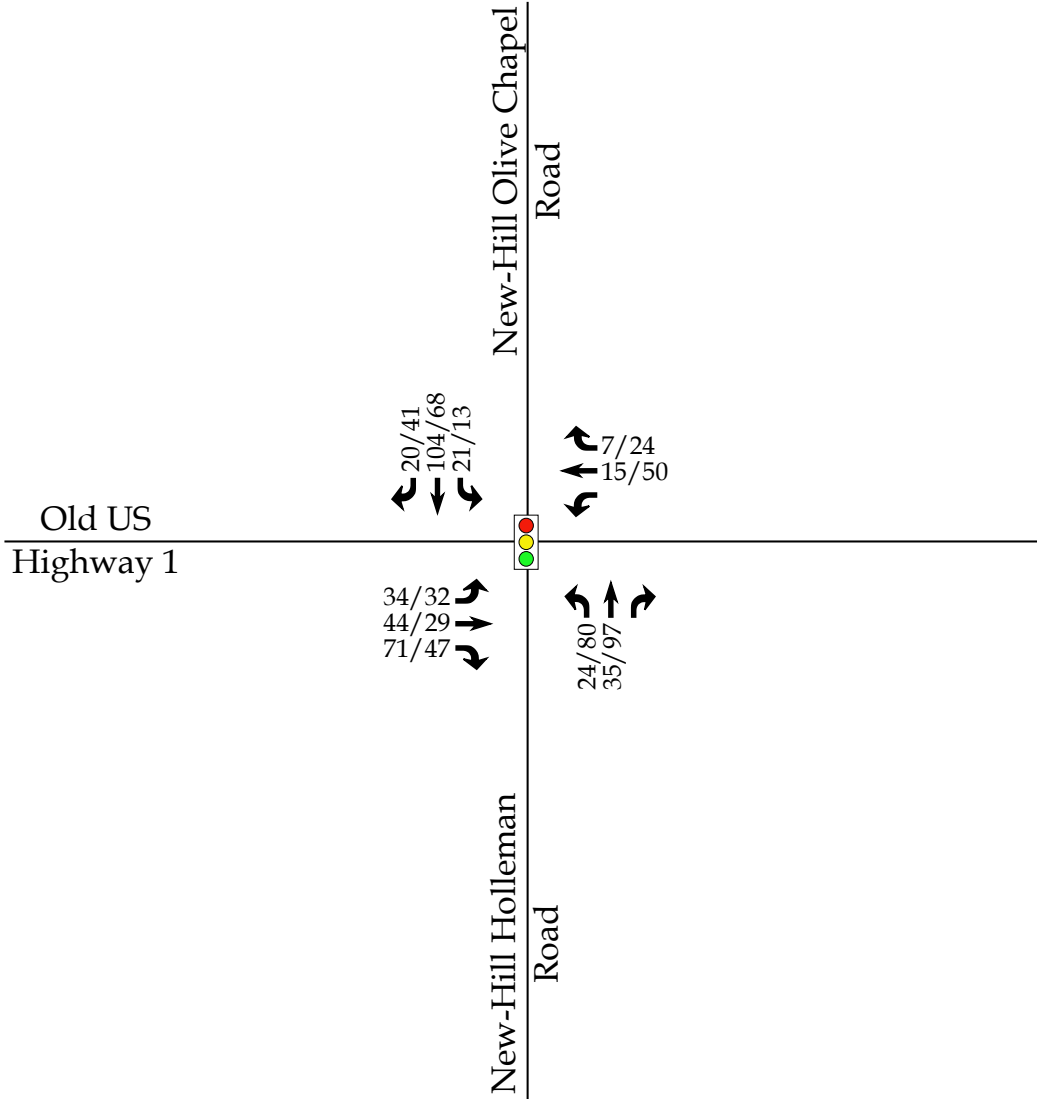 New-Hill Olive Chapel
Road
20/41
104/68
21/13
7/24
15/50
Old US
Highway 1
34/32
44/29
71/47
24/80
35/97
New-Hill Holleman
Road